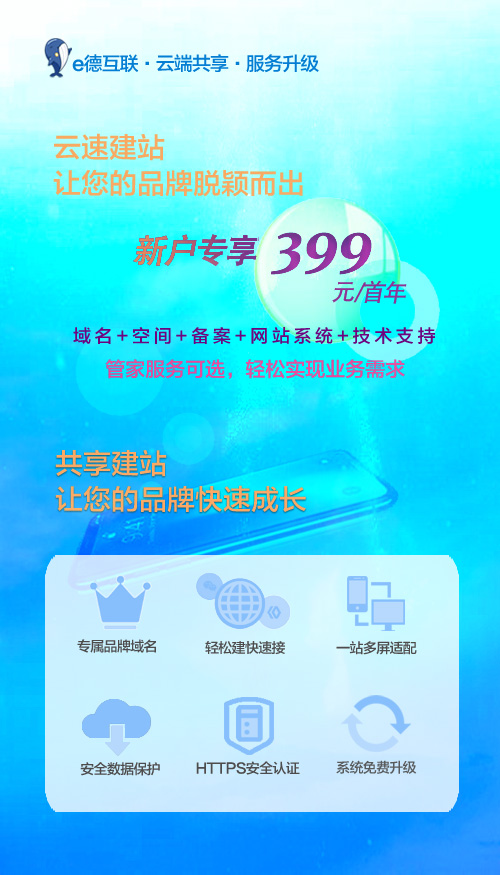 e德互联·云端共享·服务升级
云速建站
让您的品牌脱颖而出
新户专享 399
元/首年
域名+空间+备案+网站系统+技术支持
管家服务可选，轻松实现业务需求
共享建站
让您的品牌快速成长
专属品牌域名 轻松建快速接 一站多屏适配
安全数据保护 HTTPS安全认证 系统免费升级